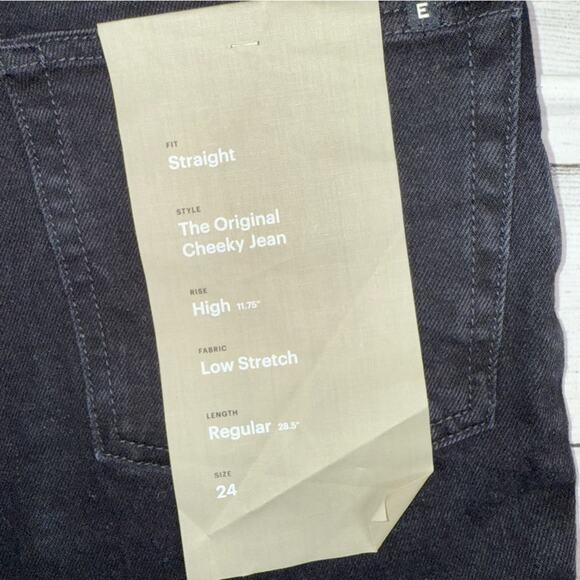 E
FIT
Straight
STYLE
The Original
Cheeky Jean
RISE
High 11.75"
FABRIC
Low Stretch
LENGTH
Regular 28.5"
SIZE
24